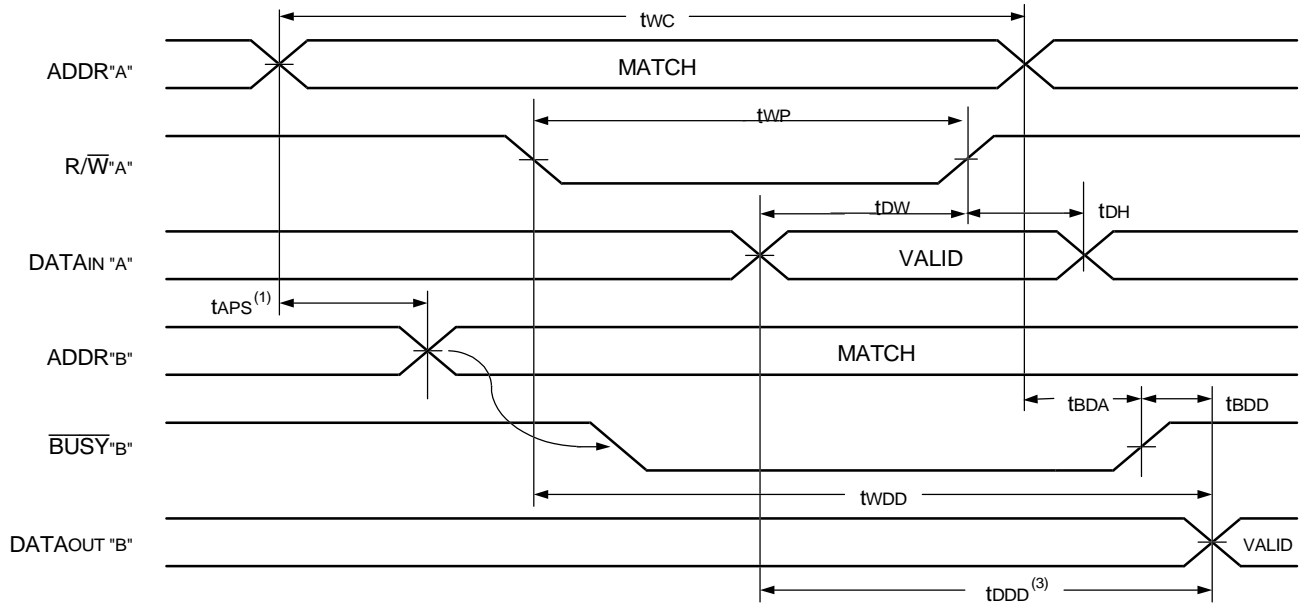 tWC
ADDR"A" MATCH
tWP
R/W̅"A"
tDW tDH
DATAIN "A" VALID
tAPS(1)
ADDR"B" MATCH
tBDA tBDD
B̅U̅S̅Y̅"B"
tWDD
DATAOUT "B" VALID
tDDD(3)